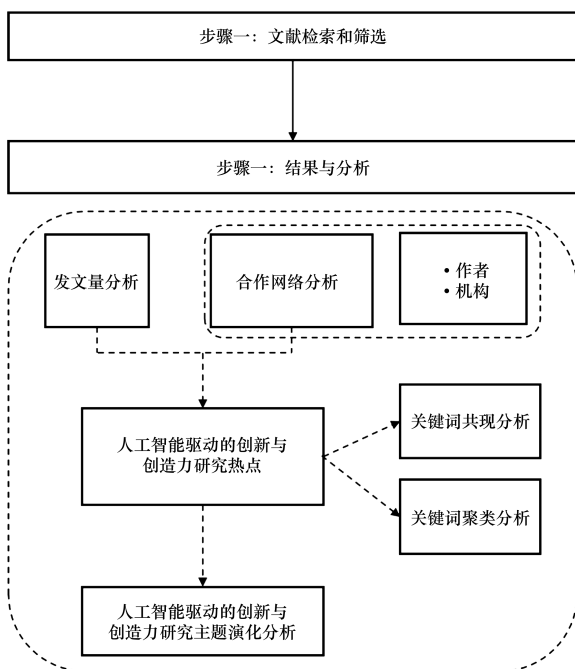 步骤一：文献检索和筛选
步骤一：结果与分析
发文量分析
合作网络分析
• 作者
• 机构
人工智能驱动的创新与
创造力研究热点
关键词共现分析
关键词聚类分析
人工智能驱动的创新与
创造力研究主题演化分析